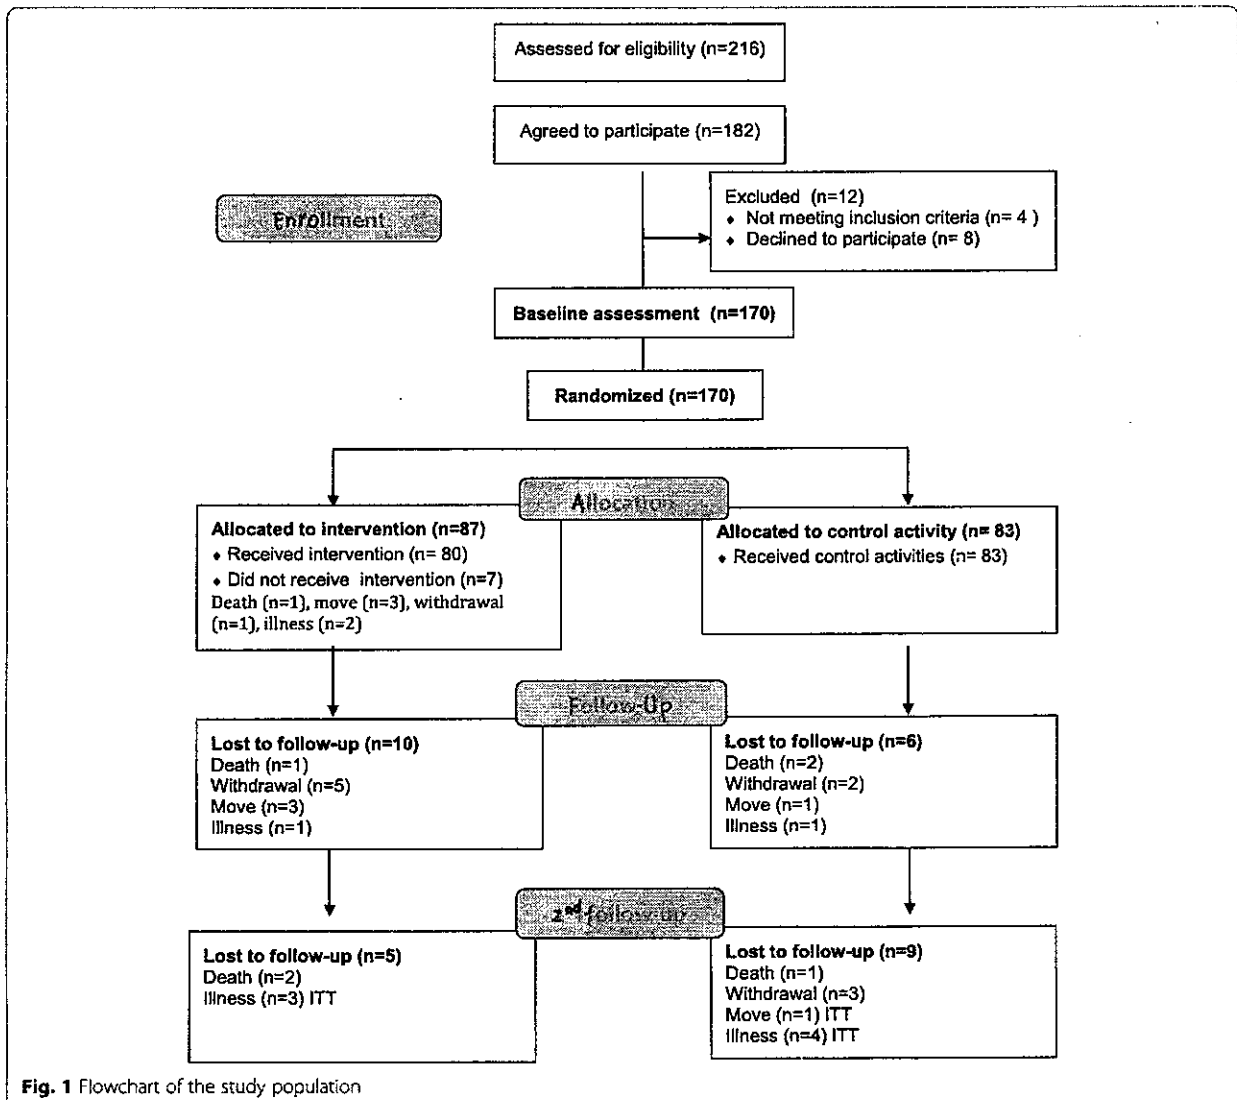 Assessed for eligibility (n=216)
Agreed to participate (n=182)
Enrollment
Excluded (n=12)
♦ Not meeting inclusion criteria (n= 4 )
♦ Declined to participate (n= 8)
Baseline assessment (n=170)
Randomized (n=170)
Allocation
Allocated to intervention (n=87)
♦ Received intervention (n= 80)
♦ Did not receive intervention (n=7)
Death (n=1), move (n=3), withdrawal
(n=1), illness (n=2)
Allocated to control activity (n= 83)
♦ Received control activities (n= 83)
Follow-Up
Lost to follow-up (n=10)
Death (n=1)
Withdrawal (n=5)
Move (n=3)
Illness (n=1)
Lost to follow-up (n=6)
Death (n=2)
Withdrawal (n=2)
Move (n=1)
Illness (n=1)
2nd follow-up
Lost to follow-up (n=5)
Death (n=2)
Illness (n=3) ITT
Lost to follow-up (n=9)
Death (n=1)
Withdrawal (n=3)
Move (n=1) ITT
Illness (n=4) ITT
Fig. 1 Flowchart of the study population